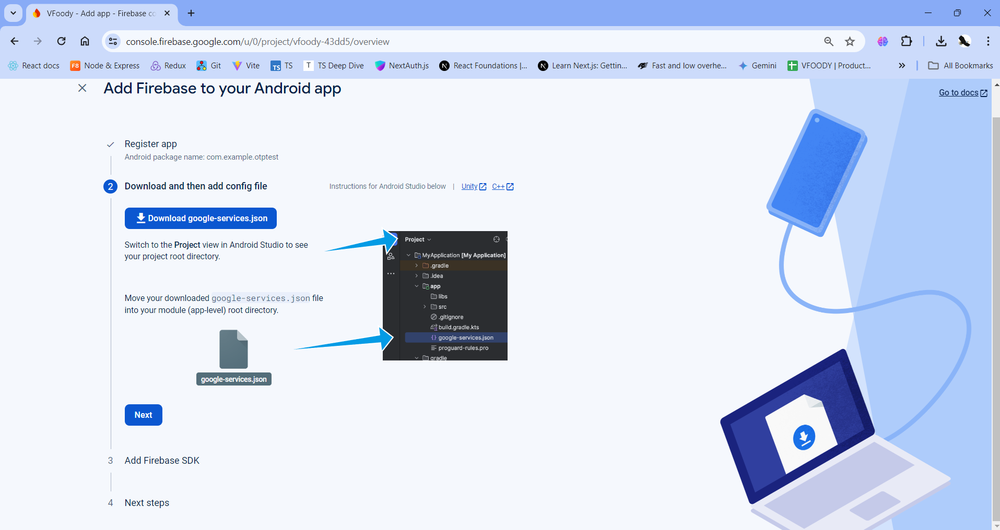 VFoody - Add app - Firebase co
console.firebase.google.com/u/0/project/vfoody-43dd5/overview
React docs
F8 Node & Express
Redux
Git
Vite
TS TS
T TS Deep Dive
NextAuth.js
N React Foundations |...
N Learn Next.js: Gettin...
Fast and low overhe...
Gemini
VFOODY | Product...
All Bookmarks
Add Firebase to your Android app
Go to docs
Register app
Android package name: com.example.otptest
2 Download and then add config file
Instructions for Android Studio below | Unity C++
Download google-services.json
Switch to the Project view in Android Studio to see
your project root directory.
Move your downloaded google-services.json file
into your module (app-level) root directory.
google-services.json
Project
MyApplication [My Application]
.gradle
.idea
app
libs
src
.gitignore
build.gradle.kts
{} google-services.json
proguard-rules.pro
gradle
Next
3 Add Firebase SDK
4 Next steps